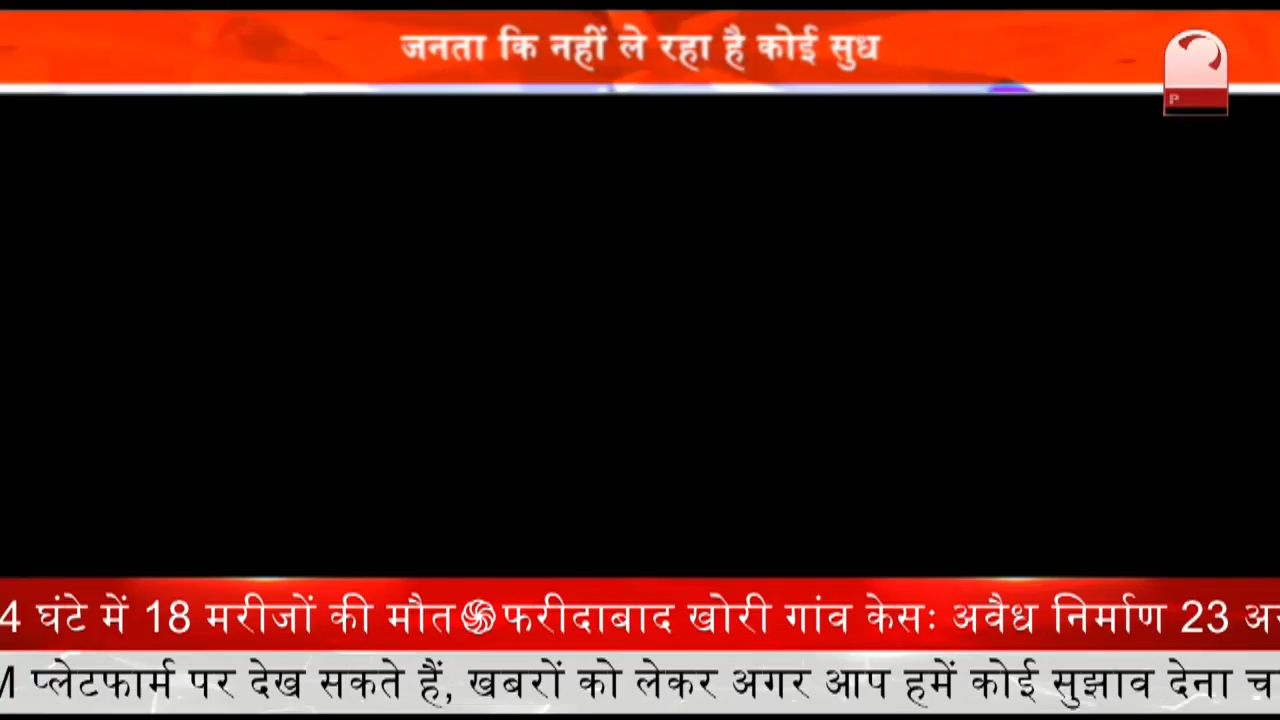 जनता कि नहीं ले रहा है कोई सुध
P
4 घंटे में 18 मरीजों की मौत फरीदाबाद खोरी गांव केसः अवैध निर्माण 23
प्लेटफार्म पर देख सकते हैं, खबरों को लेकर अगर आप हमें कोई सुझाव देना